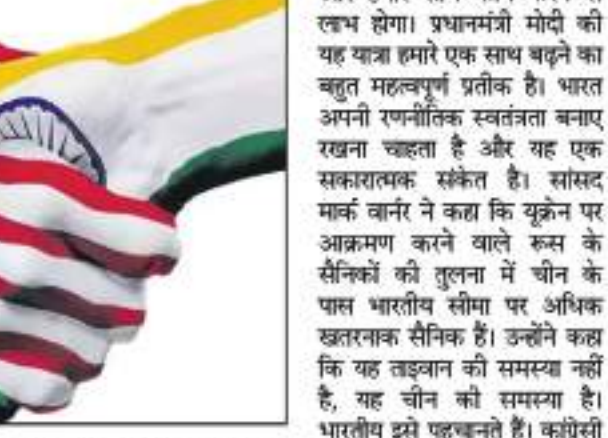 लाभ होगा। प्रधानमंत्री मोदी की
यह यात्रा हमारे एक साथ बढ़ने का
बहुत महत्वपूर्ण प्रतीक है। भारत
अपनी रणनीतिक स्वतंत्रता बनाए
रखना चाहता है और यह एक
सकारात्मक संकेत है। सांसद
मार्क वार्नर ने कहा कि यूक्रेन पर
आक्रमण करने वाले रूस के
सैनिकों की तुलना में चीन के
पास भारतीय सीमा पर अधिक
खतरनाक सैनिक हैं। उन्होंने कहा
कि यह ताइवान की समस्या नहीं
है, यह चीन की समस्या है।
भारतीय इसे पहचानते हैं। कांग्रेसी